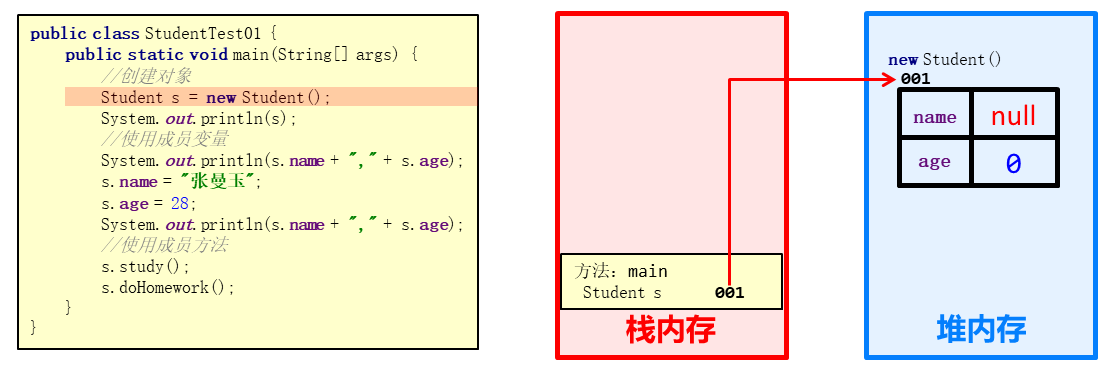 public class StudentTest01 {
public static void main(String[] args) {
//创建对象
Student s = new Student();
System.out.println(s);
//使用成员变量
System.out.println(s.name + "," + s.age);
s.name = "张曼玉";
s.age = 28;
System.out.println(s.name + "," + s.age);
//使用成员方法
s.study();
s.doHomework();
}
}
方法: main
Student s 001
栈内存
new Student()
001
name null
age 0
堆内存